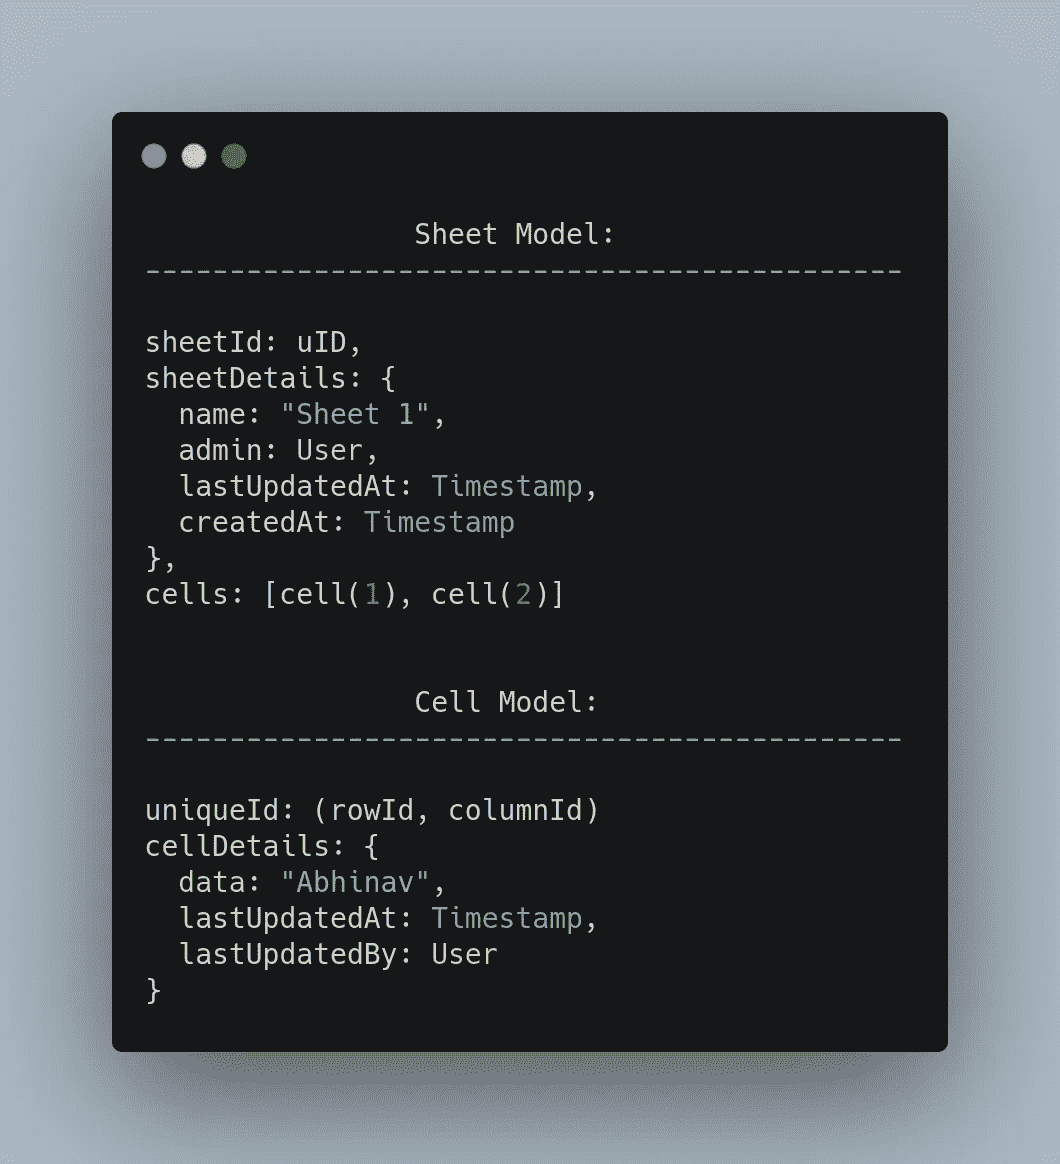 Sheet Model:
---------------------------------------------
sheetId: uID,
sheetDetails: {
  name: "Sheet 1",
  admin: User,
  lastUpdatedAt: Timestamp,
  createdAt: Timestamp
},
cells: [cell(1), cell(2)]
Cell Model:
---------------------------------------------
uniqueId: (rowId, columnId)
cellDetails: {
  data: "Abhinav",
  lastUpdatedAt: Timestamp,
  lastUpdatedBy: User
}